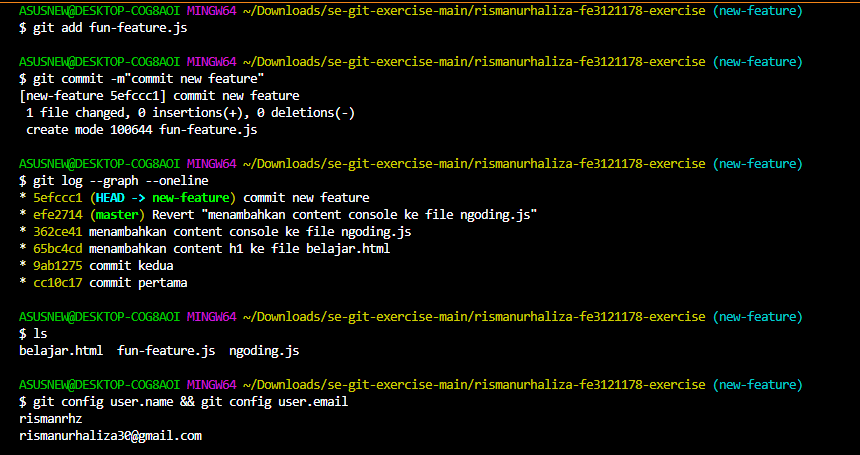 ASUSNEW@DESKTOP-COG8AOI MINGW64 ~/Downloads/se-git-exercise-main/rismanurhaliza-fe3121178-exercise (new-feature)
$ git add fun-feature.js
ASUSNEW@DESKTOP-COG8AOI MINGW64 ~/Downloads/se-git-exercise-main/rismanurhaliza-fe3121178-exercise (new-feature)
$ git commit -m"commit new feature"
[new-feature 5efccc1] commit new feature
 1 file changed, 0 insertions(+), 0 deletions(-)
 create mode 100644 fun-feature.js
ASUSNEW@DESKTOP-COG8AOI MINGW64 ~/Downloads/se-git-exercise-main/rismanurhaliza-fe3121178-exercise (new-feature)
$ git log --graph --oneline
* 5efccc1 (HEAD -> new-feature) commit new feature
* efe2714 (master) Revert "menambahkan content console ke file ngoding.js"
* 362ce41 menambahkan content console ke file ngoding.js
* 65bc4cd menambahkan content h1 ke file belajar.html
* 9ab1275 commit kedua
* cc10c17 commit pertama
ASUSNEW@DESKTOP-COG8AOI MINGW64 ~/Downloads/se-git-exercise-main/rismanurhaliza-fe3121178-exercise (new-feature)
$ ls
belajar.html  fun-feature.js  ngoding.js
ASUSNEW@DESKTOP-COG8AOI MINGW64 ~/Downloads/se-git-exercise-main/rismanurhaliza-fe3121178-exercise (new-feature)
$ git config user.name && git config user.email
rismanrhz
rismanurhaliza30@gmail.com